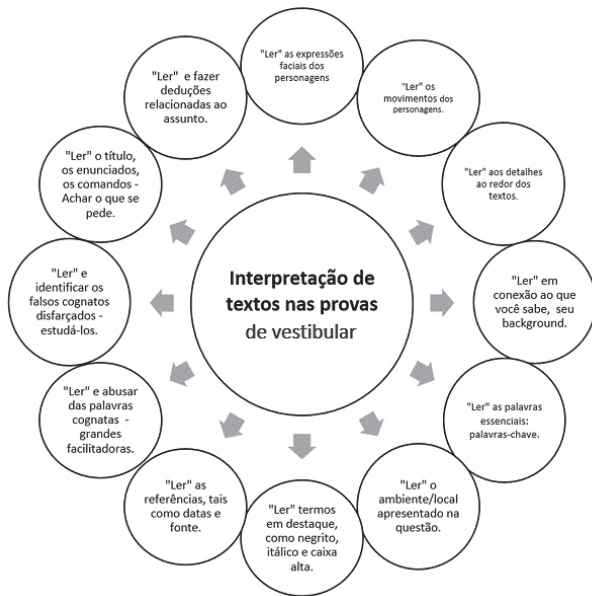 Interpretação de
textos nas provas
de vestibular
"Ler" as expressões
faciais dos
personagens
"Ler" os
movimentos dos
personagens.
"Ler" aos detalhes
ao redor dos
textos.
"Ler" em
conexão ao que
você sabe, seu
background.
"Ler" as palavras
essenciais:
palavras-chave.
"Ler" o
ambiente/local
apresentado na
questão.
"Ler" termos
em destaque,
como negrito,
itálico e caixa
alta.
"Ler" as
referências, tais
como datas e
fonte.
"Ler" e abusar
das palavras
cognatas -
grandes
facilitadoras.
"Ler" e
identificar os
falsos cognatos
disfarçados -
estudá-los.
"Ler" o título,
os enunciados,
os comandos -
Achar o que se
pede.
"Ler" e fazer
deduções
relacionadas ao
assunto.